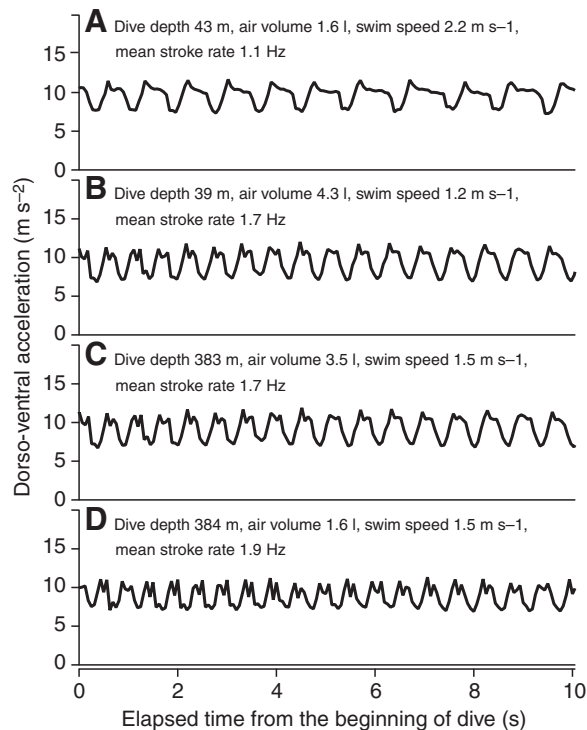 A Dive depth 43 m, air volume 1.6 l, swim speed 2.2 m s–1,
mean stroke rate 1.1 Hz
15
10
5
0
B Dive depth 39 m, air volume 4.3 l, swim speed 1.2 m s–1,
mean stroke rate 1.7 Hz
15
10
5
0
C Dive depth 383 m, air volume 3.5 l, swim speed 1.5 m s–1,
mean stroke rate 1.7 Hz
15
10
5
0
D Dive depth 384 m, air volume 1.6 l, swim speed 1.5 m s–1,
mean stroke rate 1.9 Hz
15
10
5
0
Dorso-ventral acceleration (m s–2)
0 2 4 6 8 10
Elapsed time from the beginning of dive (s)